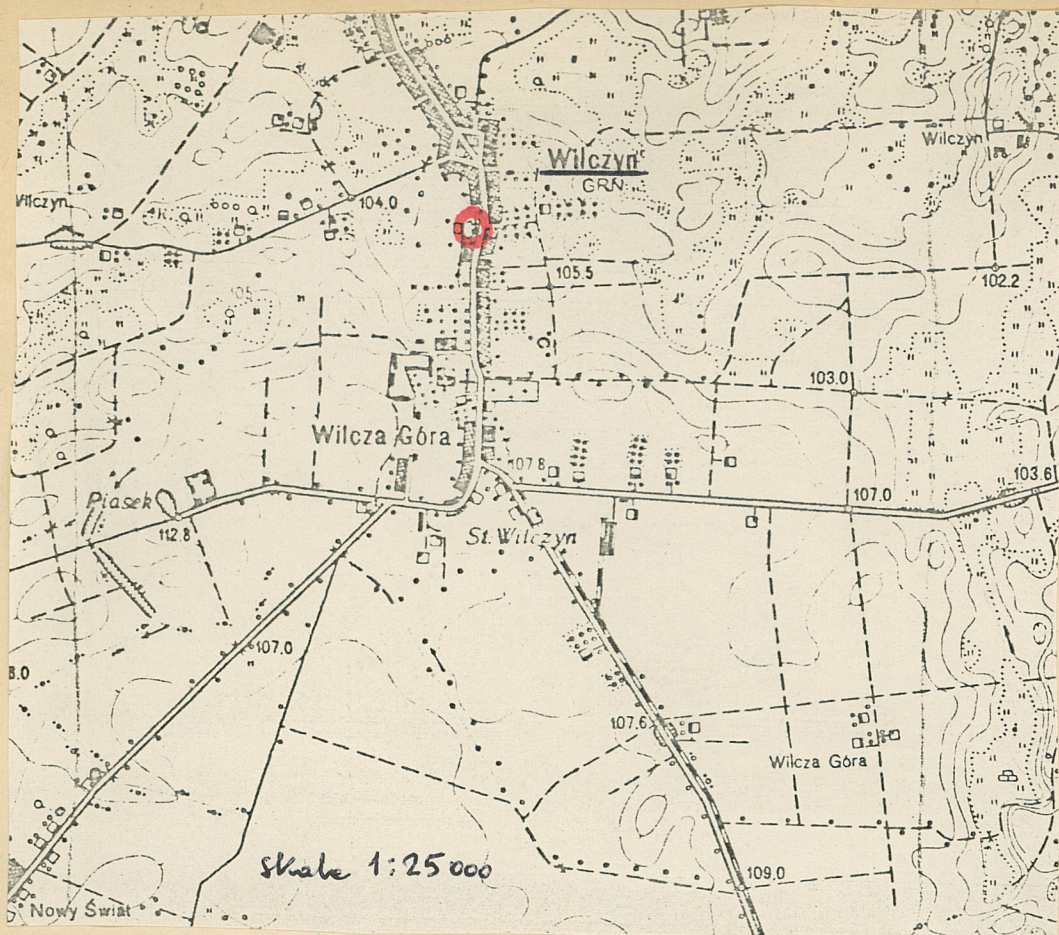 Wilczyn
GRN
Wilczyn
Wilczyn
104.0
105.5
102.2
103.0
Wilcza Góra
107.8
103.6
107.0
Piasek
112.8
St. Wilczyn
107.0
8.0
107.6
Wilcza Góra
skala 1:25 000
109.0
Nowy Świat